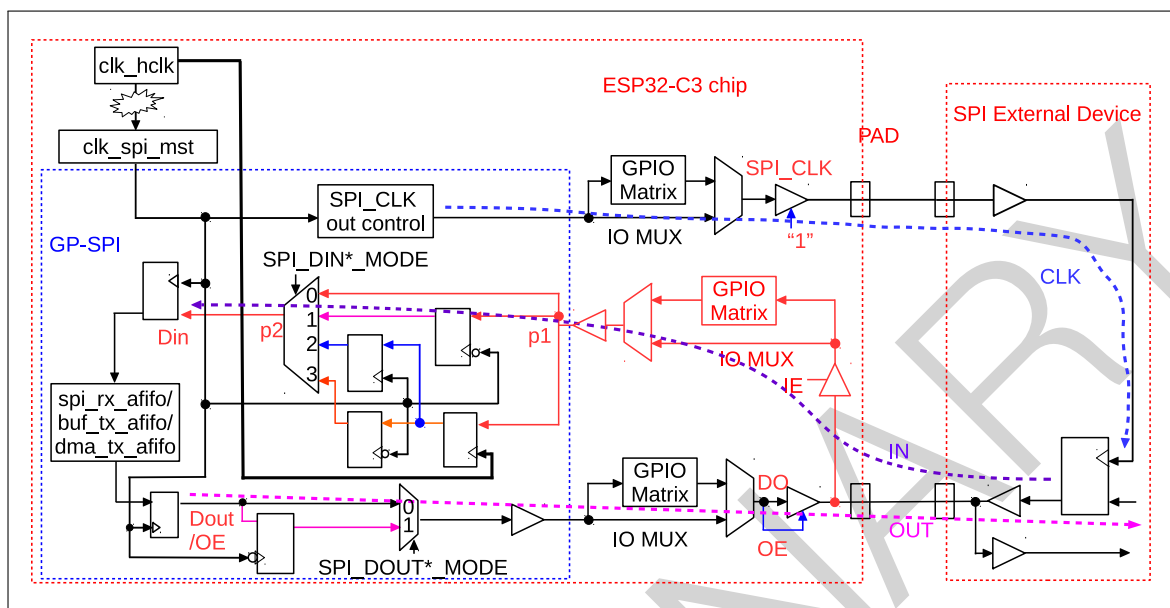 clk_hclk
ESP32-C3 chip
SPI External Device
clk_spi_mst
PAD
SPI_CLK
out control
GPIO
Matrix
SPI_CLK
IO MUX
"1"
GP-SPI
SPI_DIN*_MODE
CLK
0
1
2
3
Din
p2
p1
GPIO
Matrix
IO MUX
IE
spi_rx_afifo/
buf_tx_afifo/
dma_tx_afifo
IN
GPIO
Matrix
DO
Dout
/OE
0
1
OUT
IO MUX
OE
SPI_DOUT*_MODE
NARY